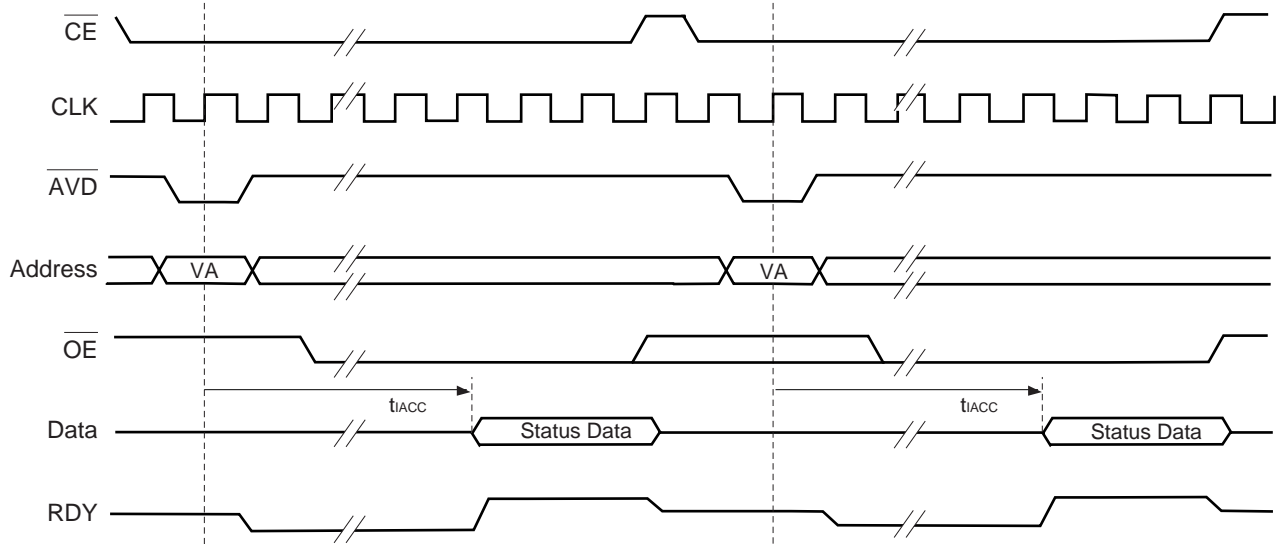 CE
CLK
AVD
Address VA VA
OE
tIACC tIACC
Data Status Data Status Data
RDY